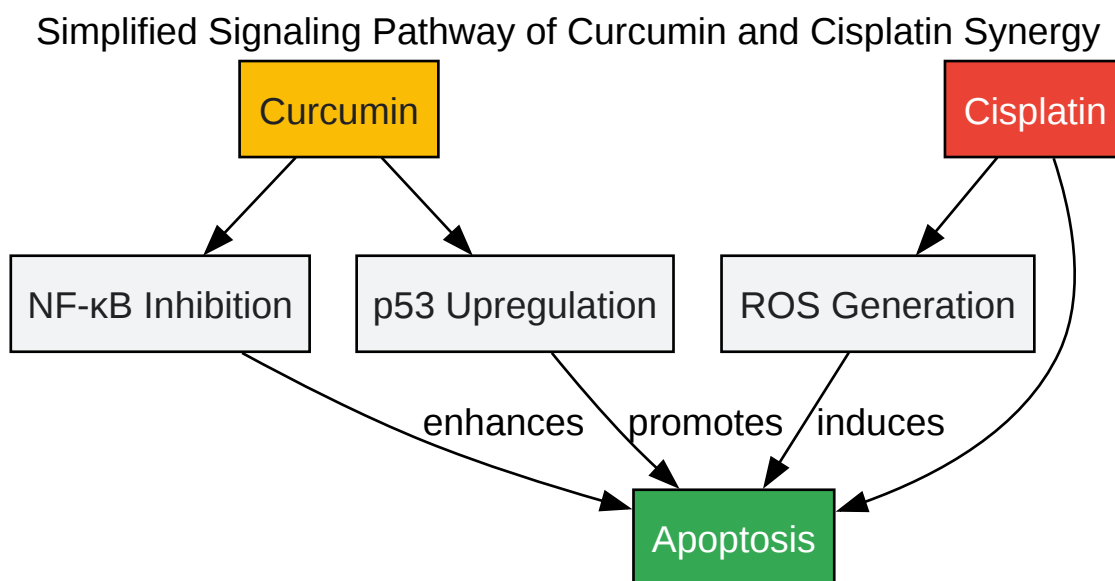 Simplified Signaling Pathway of Curcumin and Cisplatin Synergy
Curcumin
Cisplatin
NF-κB Inhibition
p53 Upregulation
ROS Generation
enhances
promotes
induces
Apoptosis